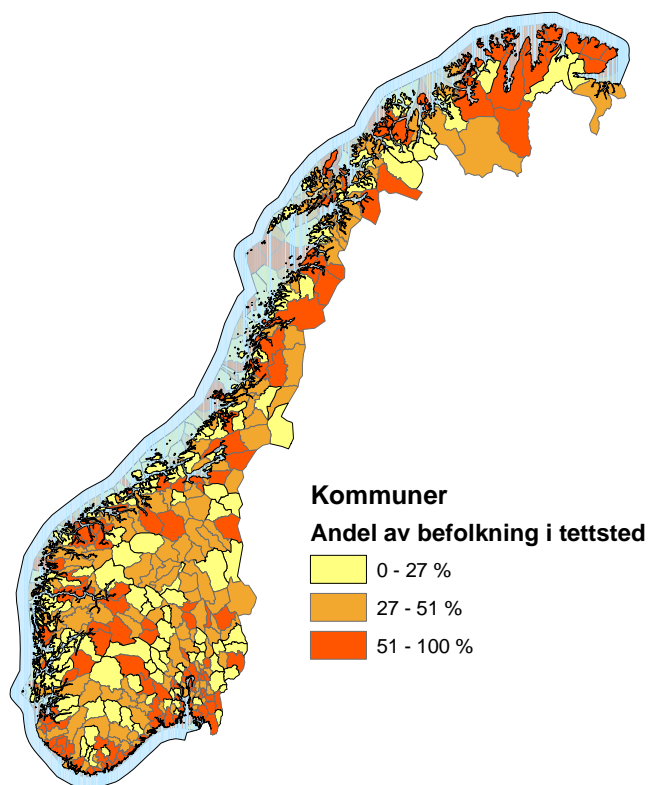 Kommuner
Andel av befolkning i tettsted
0 - 27 %
27 - 51 %
51 - 100 %